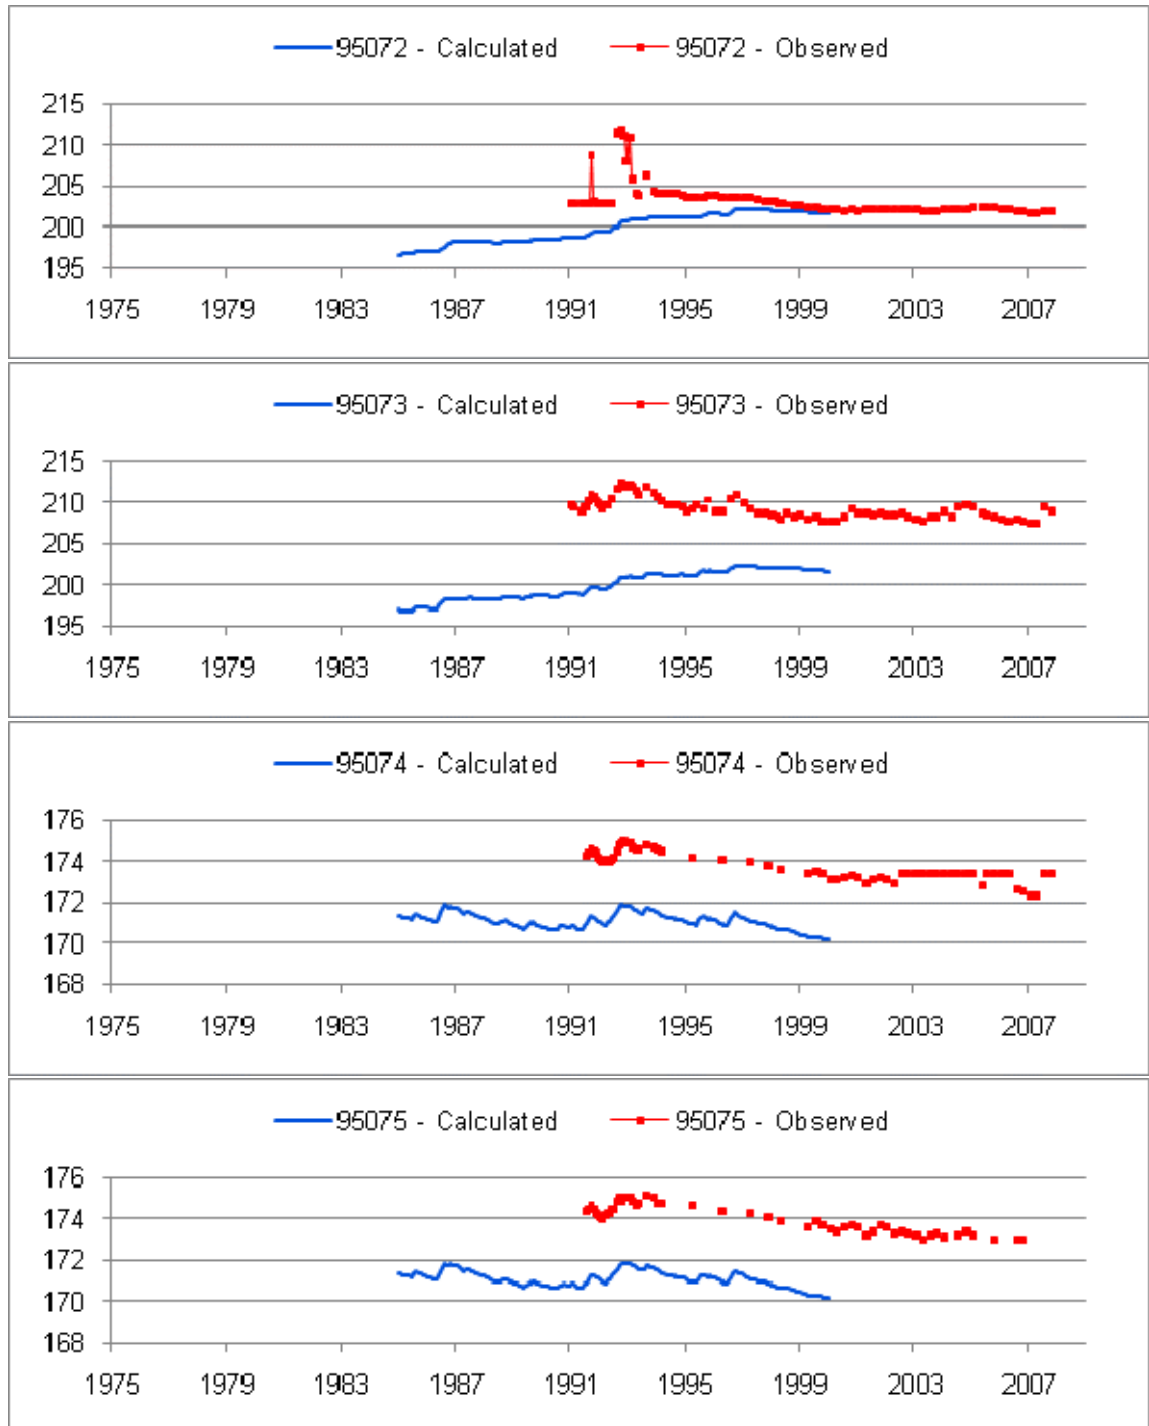 95072 - Calculated 95072 - Observed
215
210
205
200
195
1975 1979 1983 1987 1991 1995 1999 2003 2007
95073 - Calculated 95073 - Observed
215
210
205
200
195
1975 1979 1983 1987 1991 1995 1999 2003 2007
95074 - Calculated 95074 - Observed
176
174
172
170
168
1975 1979 1983 1987 1991 1995 1999 2003 2007
95075 - Calculated 95075 - Observed
176
174
172
170
168
1975 1979 1983 1987 1991 1995 1999 2003 2007